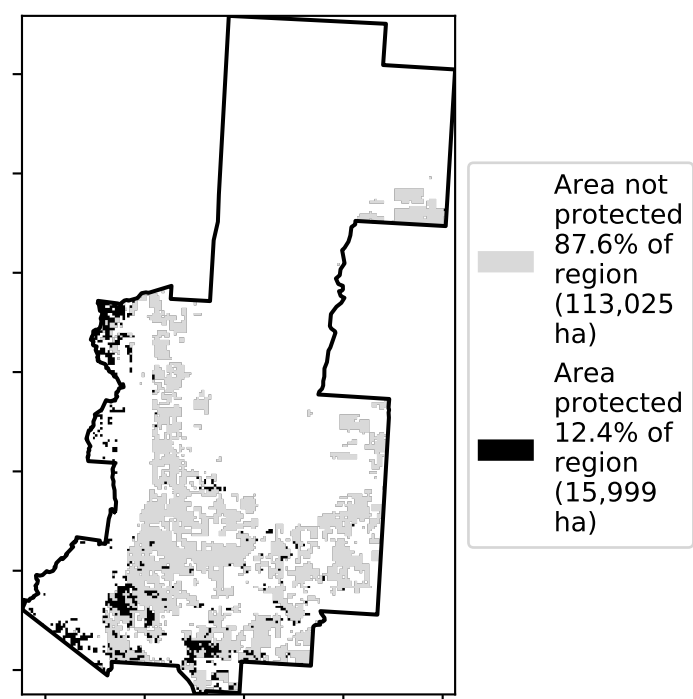 Area not
protected
87.6% of
region
(113,025
ha)
Area
protected
12.4% of
region
(15,999
ha)